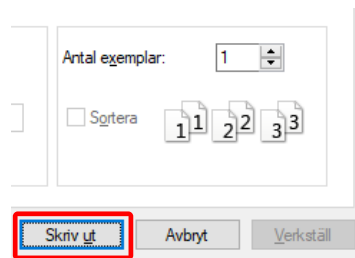 Antal exemplar: 1
Sortera 1 1 2 2 3 3
Skriv ut Avbryt Verkställ